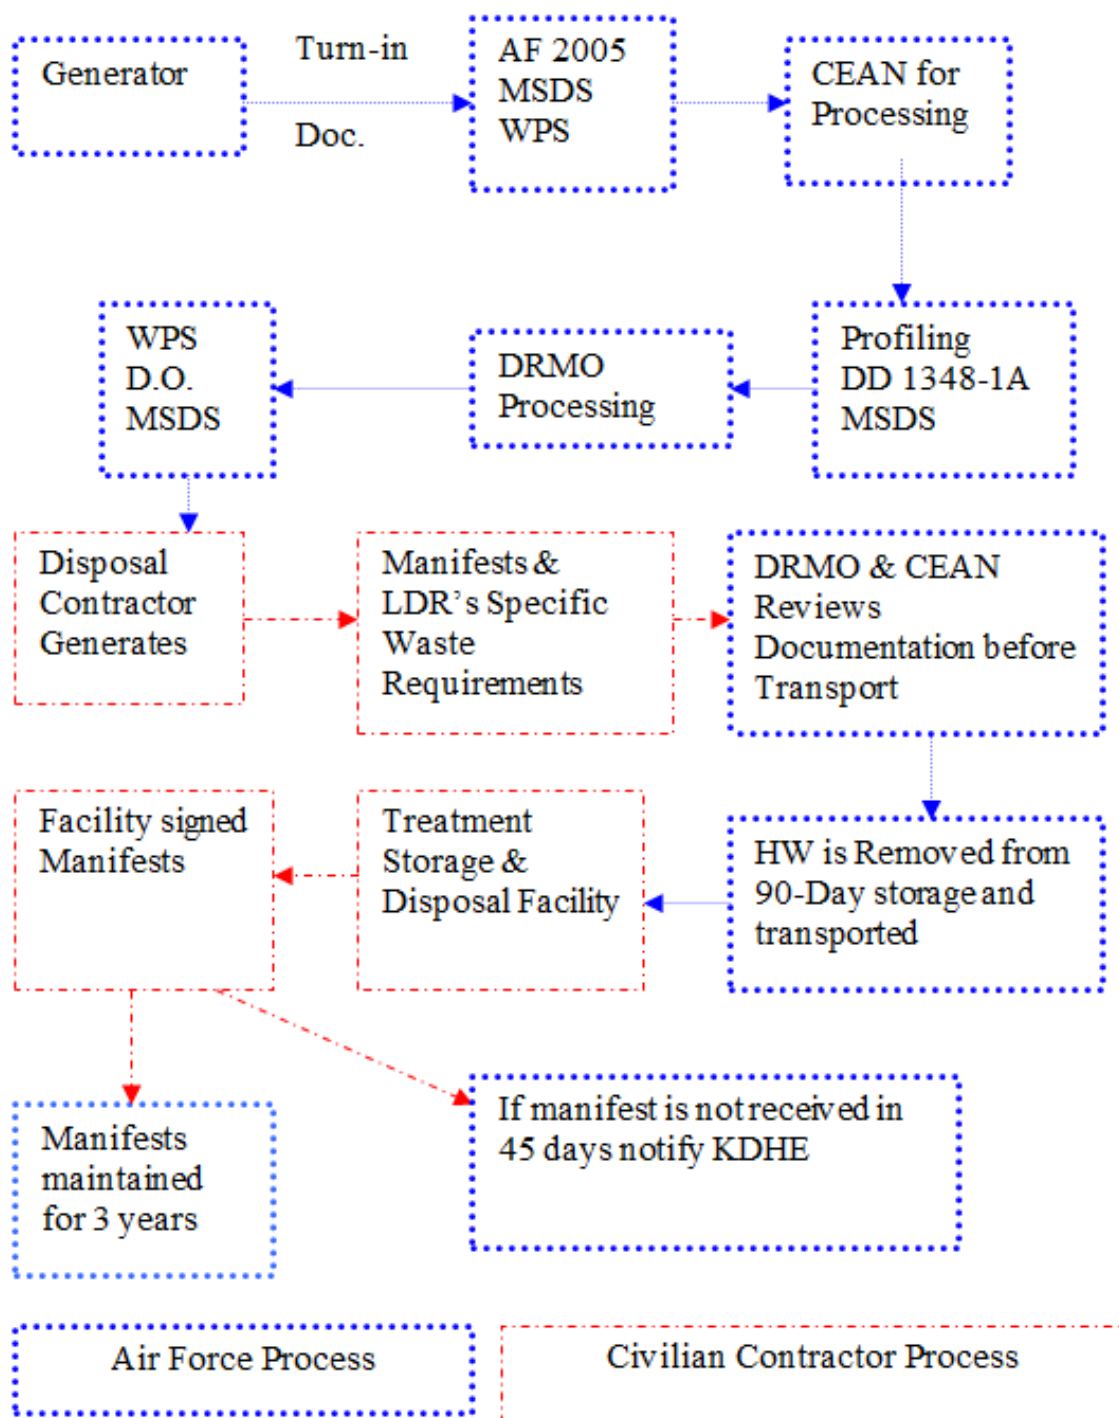 Generator
Turn-in
Doc.
AF 2005
MSDS
WPS
CEAN for
Processing
WPS
D.O.
MSDS
DRMO
Processing
Profiling
DD 1348-1A
MSDS
Disposal
Contractor
Generates
Manifests &
LDR's Specific
Waste
Requirements
DRMO & CEAN
Reviews
Documentation before
Transport
Facility signed
Manifests
Treatment
Storage &
Disposal Facility
HW is Removed from
90-Day storage and
transported
Manifests
maintained
for 3 years
If manifest is not received in
45 days notify KDHE
Air Force Process
Civilian Contractor Process